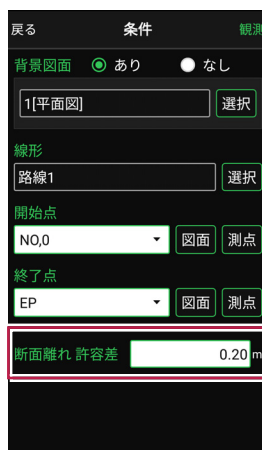 戻る 条件 観測
背景図面 あり なし
1[平面図] 選択
線形
路線1 選択
開始点
NO,0 図面 測点
終了点
EP 図面 測点
断面離れ 許容差 0.20 m